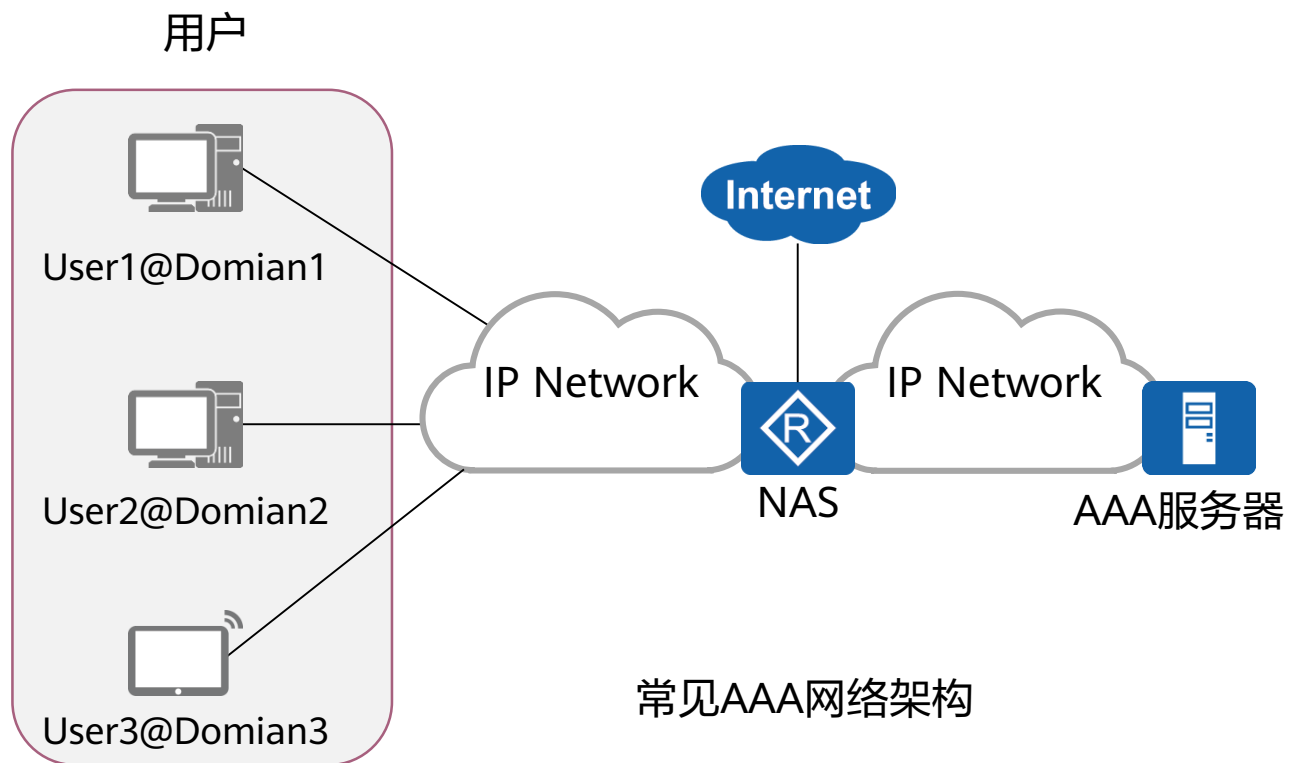 用户
User1@Domian1
User2@Domian2
User3@Domian3
Internet
IP Network
IP Network
R
NAS
AAA服务器
常见AAA网络架构